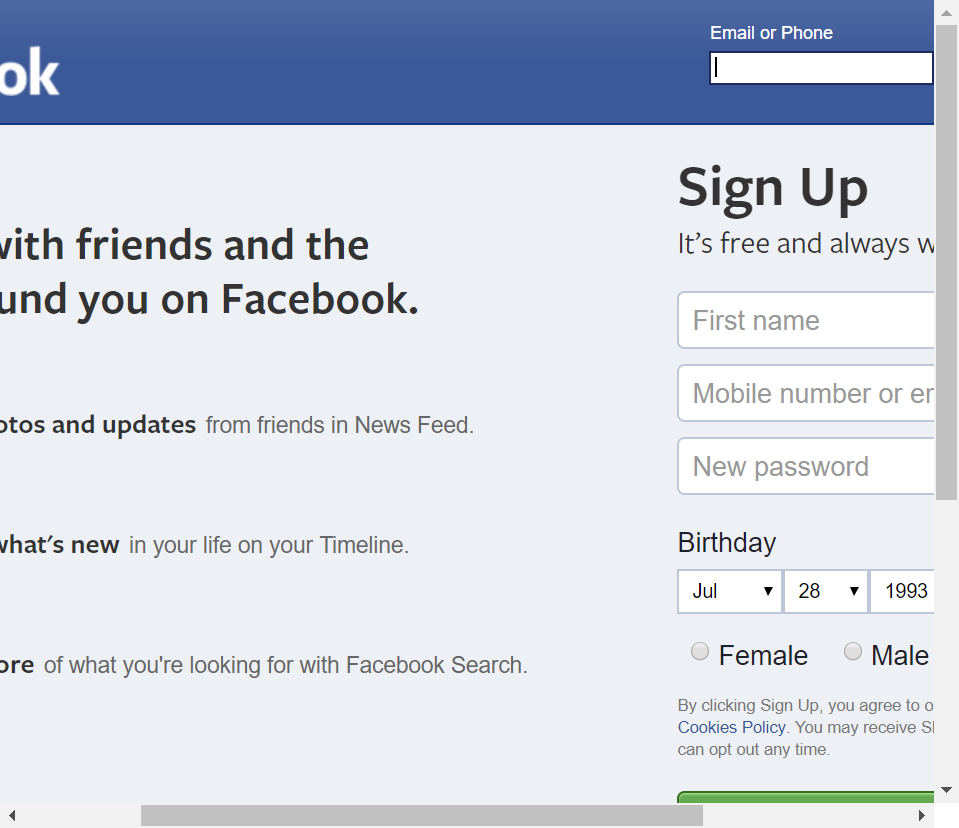 Email or Phone
ok
Sign Up
It's free and always w
with friends and the
und you on Facebook.
First name
Mobile number or er
New password
otos and updates from friends in News Feed.
what's new in your life on your Timeline.
Birthday
Jul 28 1993
ore of what you're looking for with Facebook Search.
Female Male
By clicking Sign Up, you agree to o
Cookies Policy. You may receive S
can opt out any time.